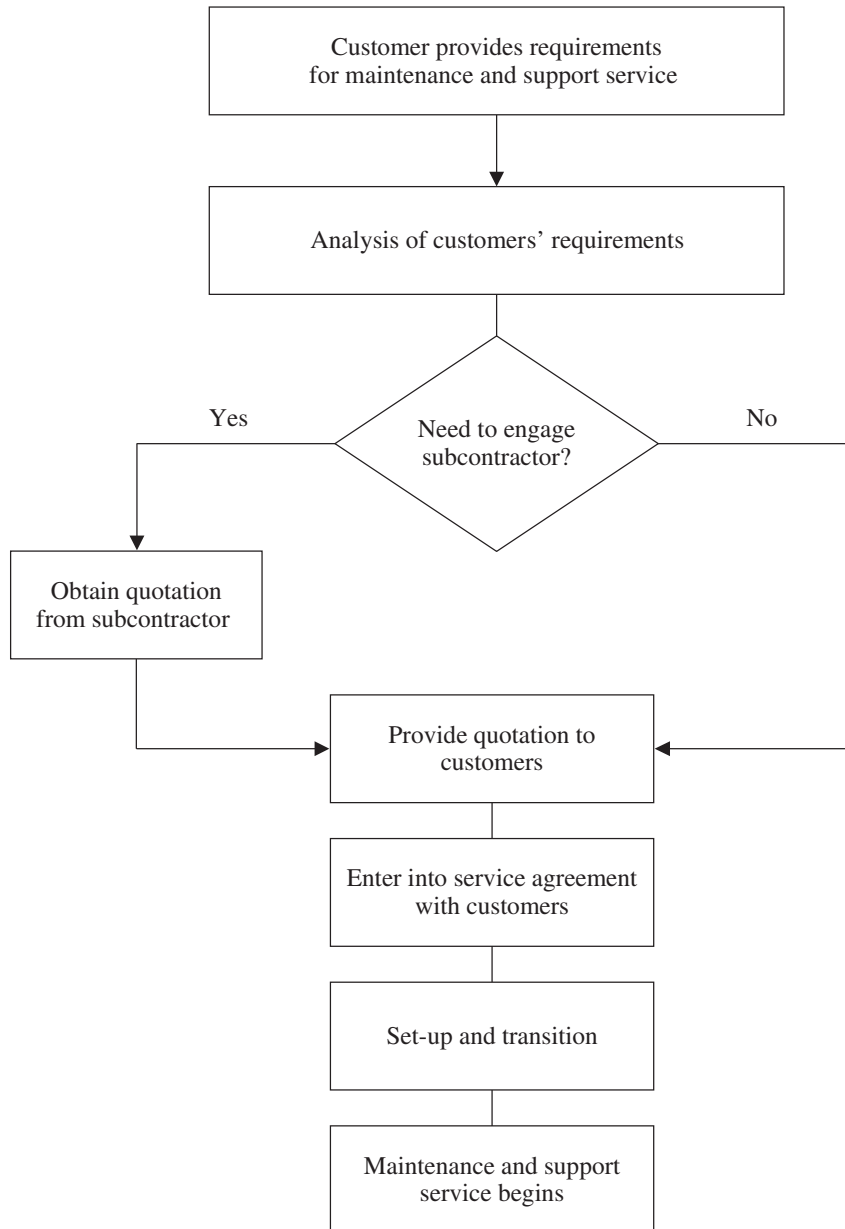 Customer provides requirements
for maintenance and support service
Analysis of customers’ requirements
Need to engage
subcontractor?
Yes
No
Obtain quotation
from subcontractor
Provide quotation to
customers
Enter into service agreement
with customers
Set-up and transition
Maintenance and support
service begins